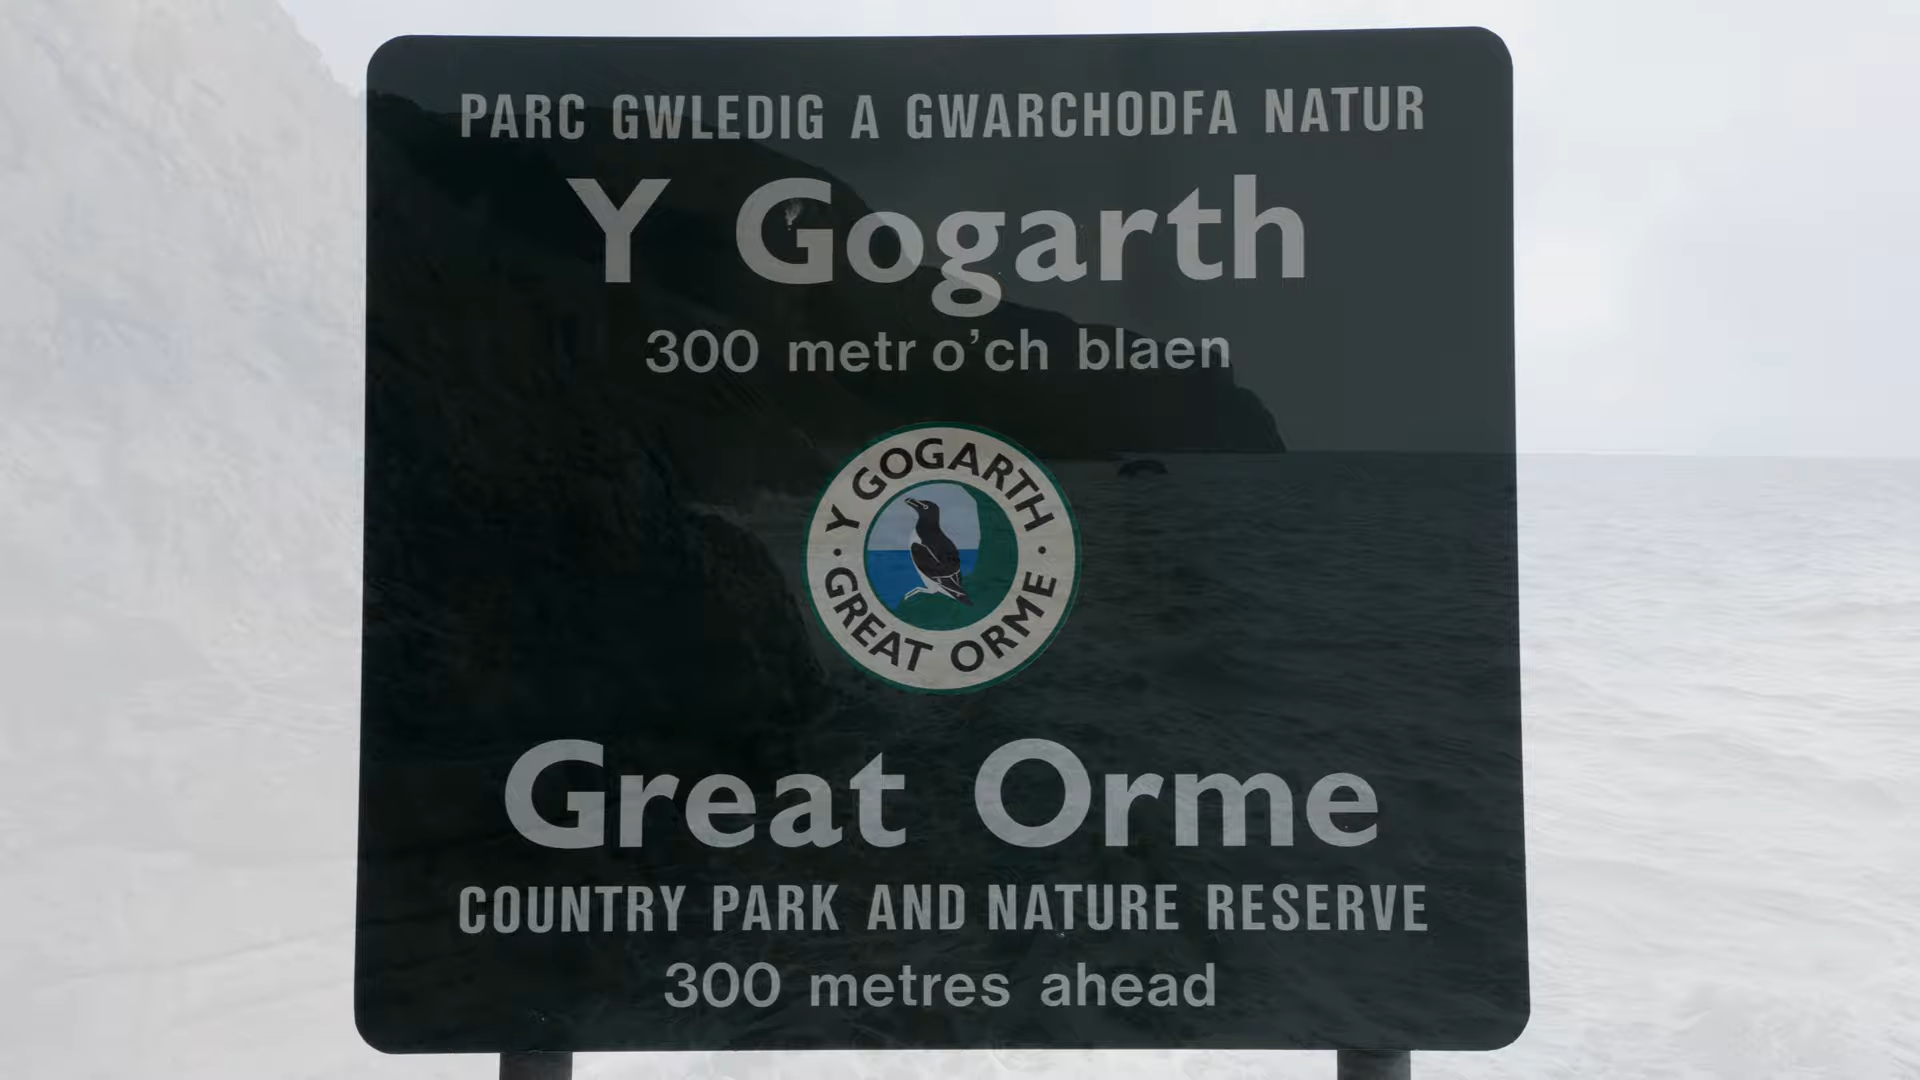 PARC GWLEDIG A GWARCHODFA NATUR
Y Gogarth
300 metr o'ch blaen
Y GOGARTH
GREAT ORME
Great Orme
COUNTRY PARK AND NATURE RESERVE
300 metres ahead